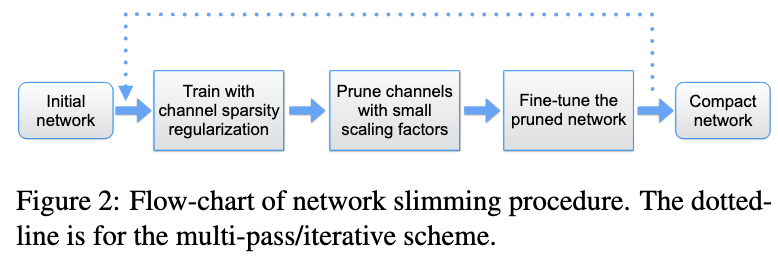 Initial
network
Train with
channel sparsity
regularization
Prune channels
with small
scaling factors
Fine-tune the
pruned network
Compact
network
Figure 2: Flow-chart of network slimming procedure. The dotted-
line is for the multi-pass/iterative scheme.